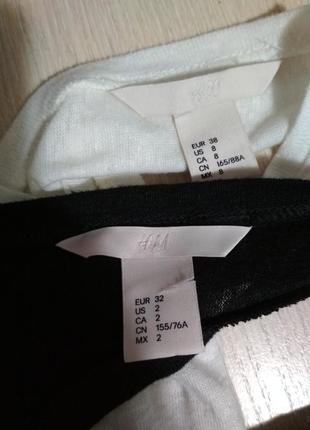 H&M
EUR 38
US 8
CA 8
CN 165/88A
MX 8
H&M
EUR 32
US 2
CA 2
CN 155/76A
MX 2